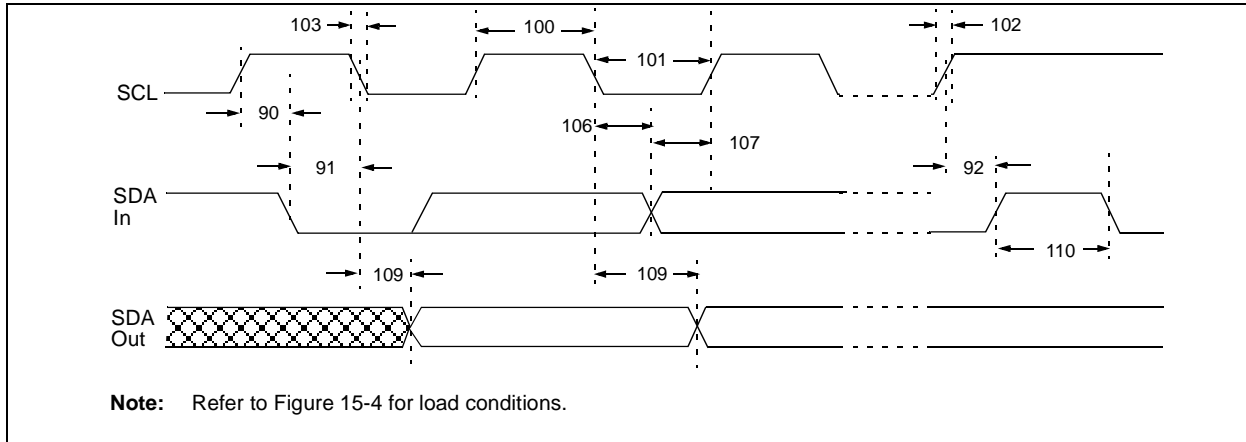 103
100
102
101
SCL
90
106
107
91
92
SDA
In
110
109
109
SDA
Out
Note: Refer to Figure 15-4 for load conditions.